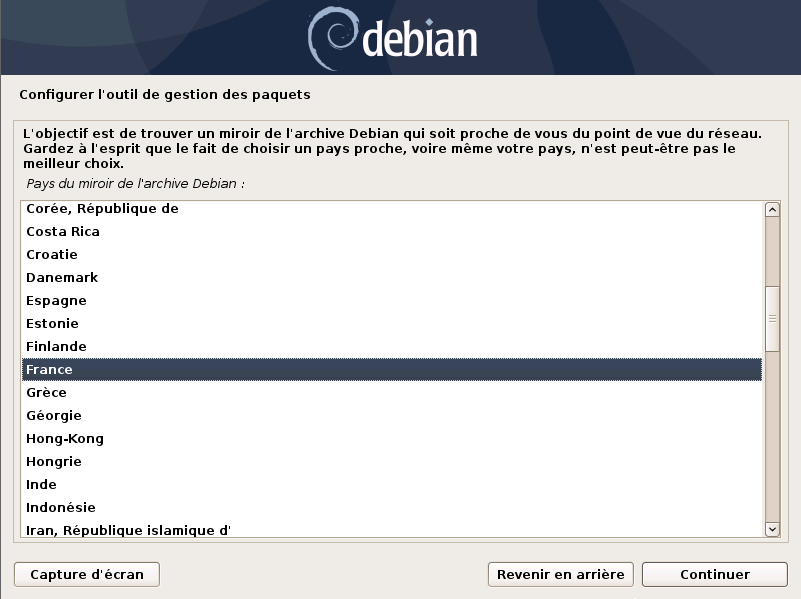 debian
Configurer l'outil de gestion des paquets
L'objectif est de trouver un miroir de l'archive Debian qui soit proche de vous du point de vue du réseau.
Gardez à l'esprit que le fait de choisir un pays proche, voire même votre pays, n'est peut-être pas le
meilleur choix.
Pays du miroir de l'archive Debian :
Corée, République de
Costa Rica
Croatie
Danemark
Espagne
Estonie
Finlande
France
Grèce
Géorgie
Hong-Kong
Hongrie
Inde
Indonésie
Iran, République islamique d'
Capture d'écran
Revenir en arrière
Continuer